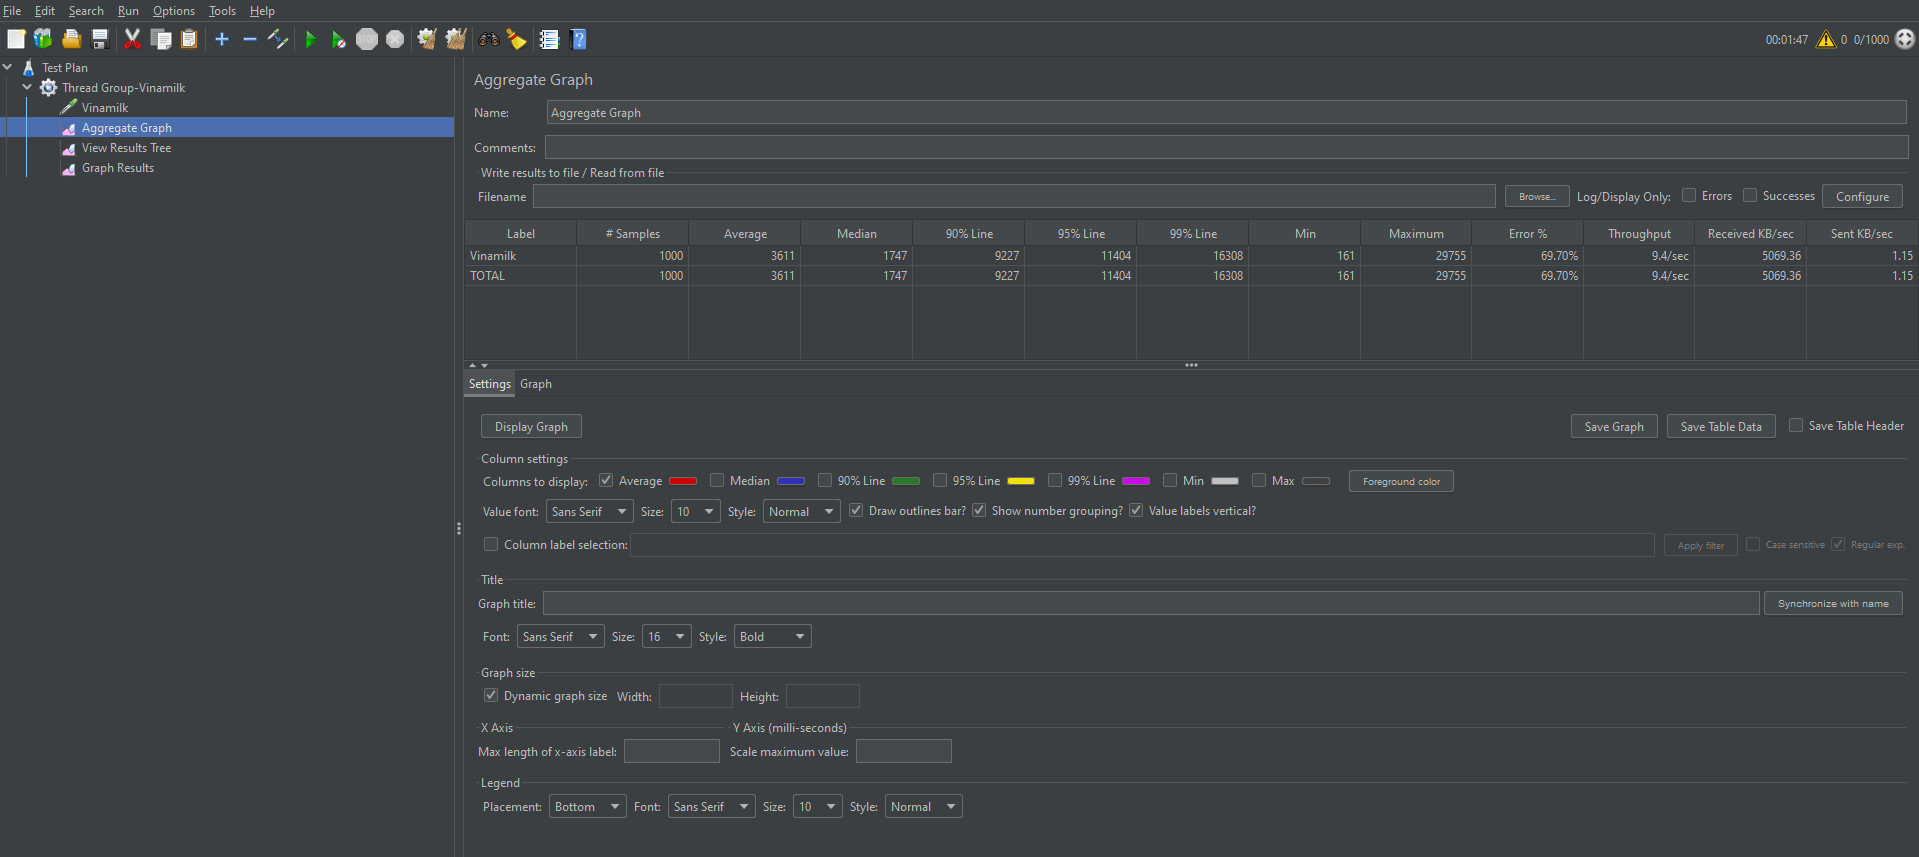 File Edit Search Run Options Tools Help
00:01:47 0 0/1000
Test Plan
Thread Group-Vinamilk
Vinamilk
Aggregate Graph
View Results Tree
Graph Results
Aggregate Graph
Name: Aggregate Graph
Comments:
Write results to file / Read from file
Filename Browse... Log/Display Only: Errors Successes Configure
Label # Samples Average Median 90% Line 95% Line 99% Line Min Maximum Error % Throughput Received KB/sec Sent KB/sec
Vinamilk 1000 3611 1747 9227 11404 16308 161 29755 69.70% 9.4/sec 5069.36 1.15
TOTAL 1000 3611 1747 9227 11404 16308 161 29755 69.70% 9.4/sec 5069.36 1.15
Settings Graph
Display Graph Save Graph Save Table Data Save Table Header
Column settings
Columns to display: Average Median 90% Line 95% Line 99% Line Min Max Foreground color
Value font: Sans Serif Size: 10 Style: Normal Draw outlines bar? Show number grouping? Value labels vertical?
Column label selection: Apply filter Case sensitive Regular exp.
Title
Graph title: Synchronize with name
Font: Sans Serif Size: 16 Style: Bold
Graph size
Dynamic graph size Width: Height:
X Axis Y Axis (milli-seconds)
Max length of x-axis label: Scale maximum value:
Legend
Placement: Bottom Font: Sans Serif Size: 10 Style: Normal